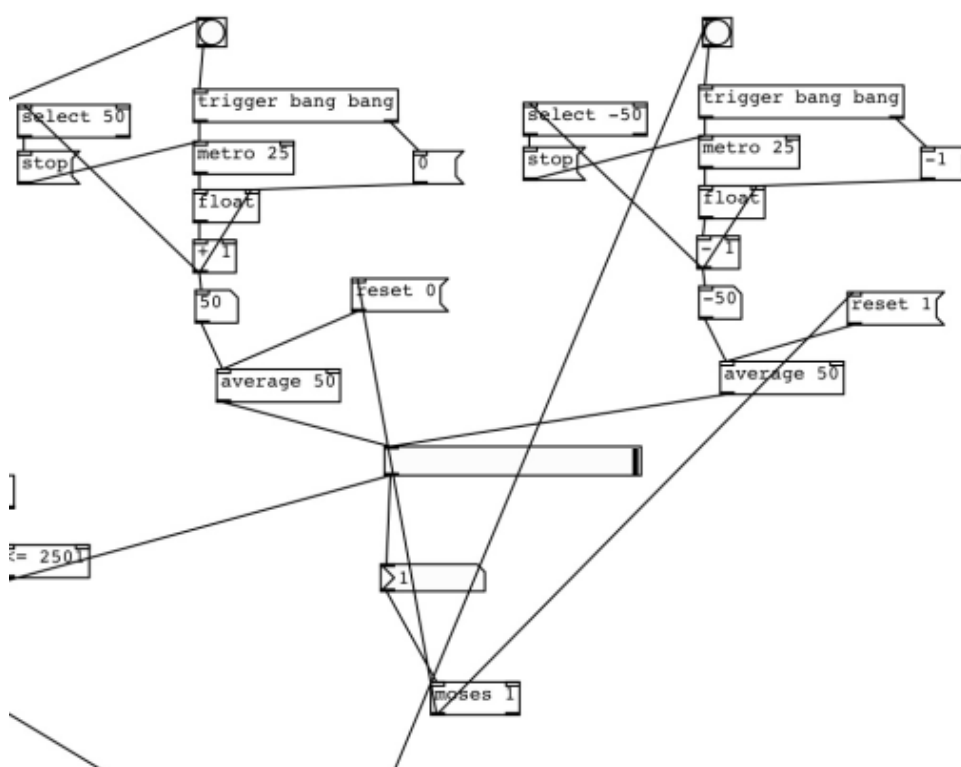 trigger bang bang
select 50
stop
metro 25
0
float
+ 1
50
reset 0
average 50
trigger bang bang
select -50
stop
metro 25
-1
float
- 1
-50
reset 1
average 50
<= 250
1
moses 1